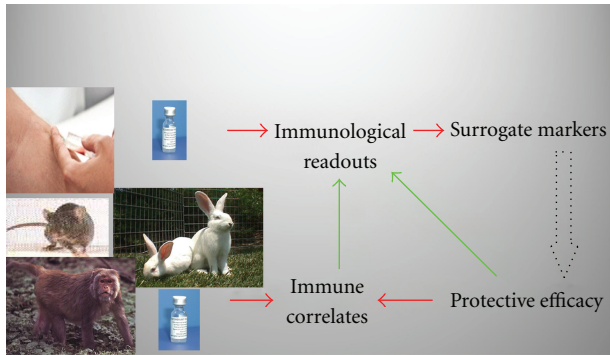 Immunological
readouts
Surrogate markers
Immune
correlates
Protective efficacy